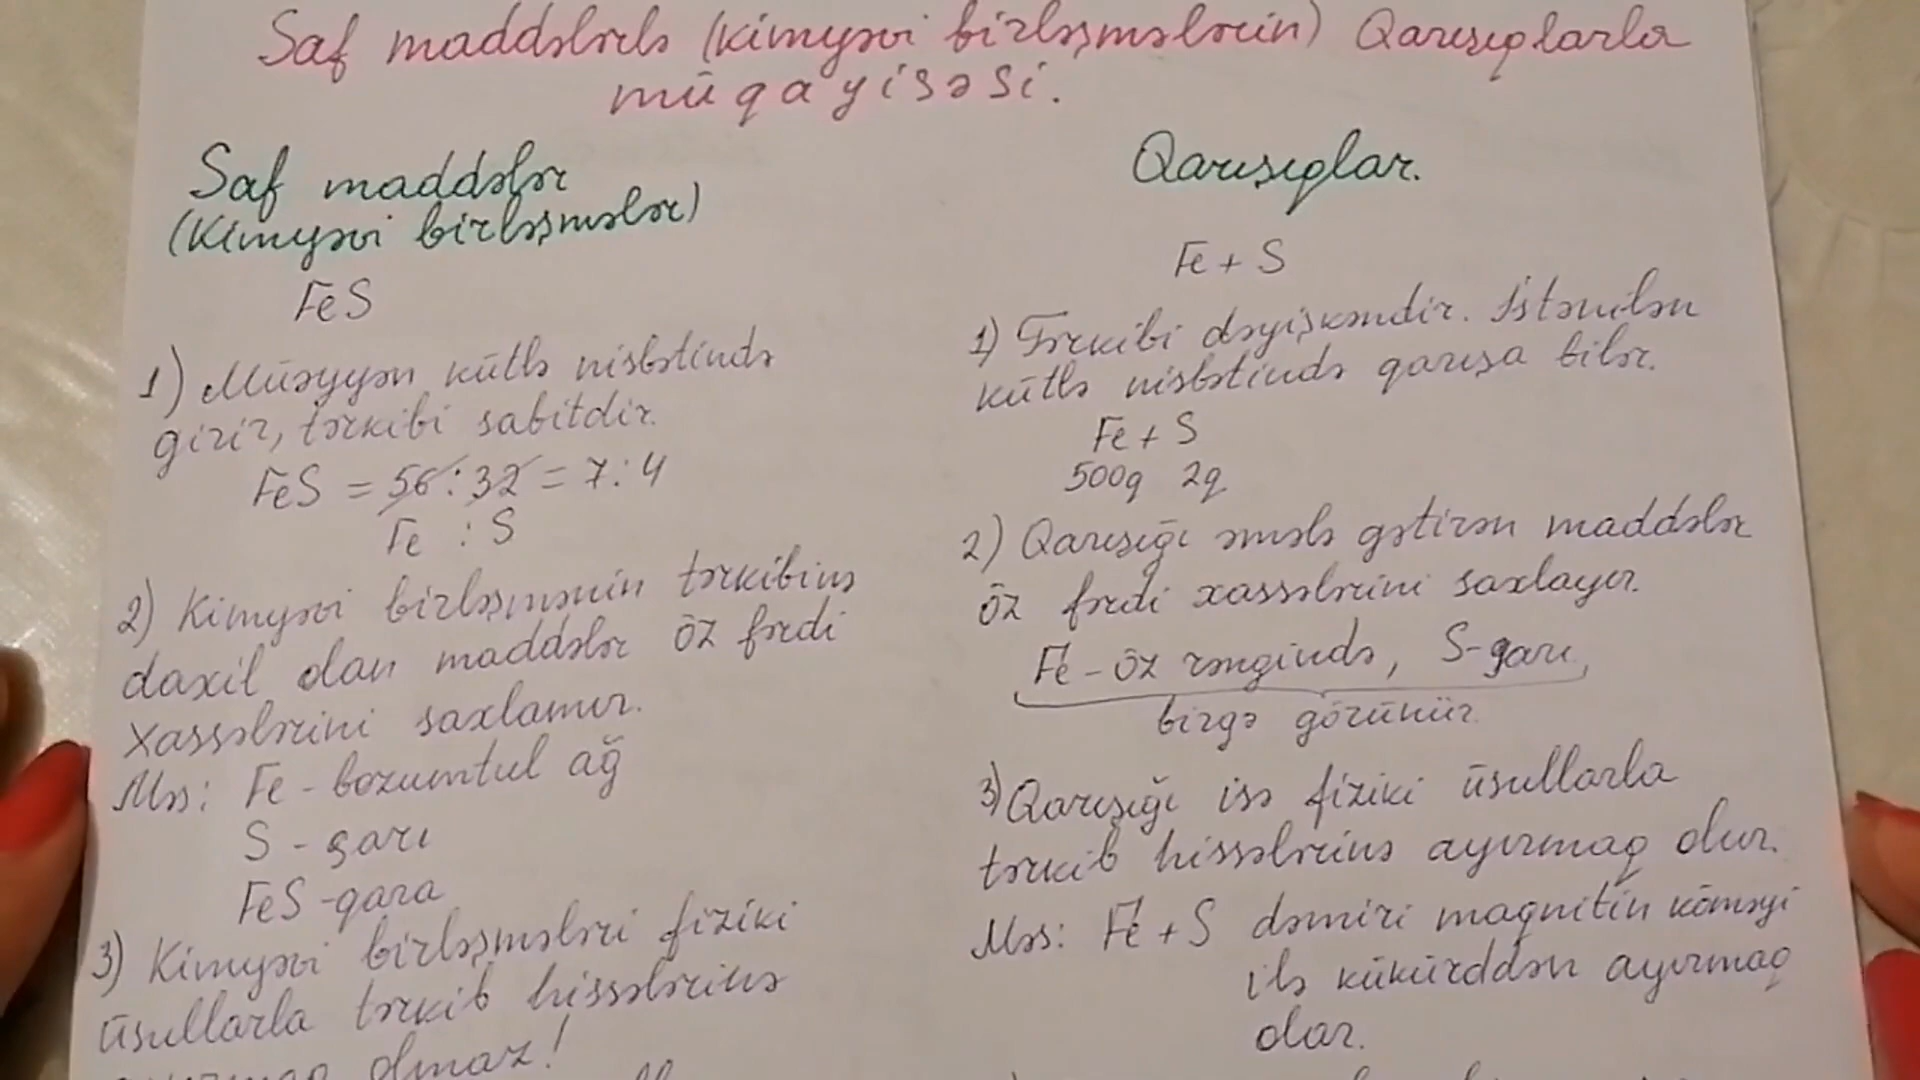 Saf maddələrlə (kimyəvi birləşmələrin) Qarışıqlarla
müqayisəsi.
Saf maddələr
(Kimyəvi birləşmələr)
FeS
1) Müəyyən kütlə nisbətində
girir, tərkibi sabitdir.
FeS = 56 : 32 = 7 : 4
Fe : S
2) Kimyəvi birləşmənin tərkibinə
daxil olan maddələr öz fərdi
xassələrini saxlamır.
Məs: Fe - bozumtul ağ
S - sarı
FeS - qara
3) Kimyəvi birləşmələri fiziki
üsullarla tərkib hissələrinə
olmaz!
Qarışıqlar.
Fe + S
1) Tərkibi dəyişkəndir. İstənilən
kütlə nisbətində qarışa bilər.
Fe + S
500q 2q
2) Qarışığı əmələ gətirən maddələr
öz fərdi xassələrini saxlayır.
Fe - öz rəngində, S - sarı,
birgə görünür.
3) Qarışığı isə fiziki üsullarla
tərkib hissələrinə ayırmaq olur.
Məs: Fe + S dəmiri maqnitin köməyi
ilə kükürddən ayırmaq
olar.